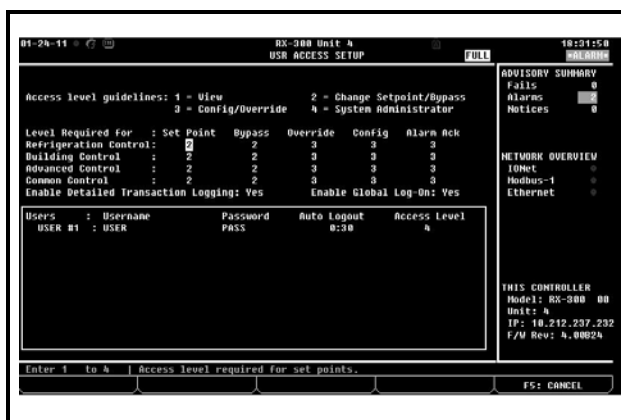 01-24-11 RX-300 Unit 4 18:31:50
USR ACCESS SETUP FULL *ALARM*
ADVISORY SUMMARY
Fails 0
Access level guidelines: 1 = View 2 = Change Setpoint/Bypass Alarms 2
3 = Config/Override 4 = System Administrator Notices 0
Level Required for : Set Point Bypass Override Config Alarm Ack
Refrigeration Control: 2 2 3 3 3
Building Control : 2 2 3 3 3 NETWORK OVERVIEW
Advanced Control : 2 2 3 3 3 IONet
Common Control : 2 2 3 3 3 Modbus-1
Enable Detailed Transaction Logging: Yes Enable Global Log-On: Yes Ethernet
Users : Username Password Auto Logout Access Level
USER #1 : USER PASS 0:30 4
THIS CONTROLLER
Model: RX-300 00
Unit: 4
IP: 10.212.237.232
F/W Rev: 4.00B24
Enter 1 to 4 | Access level required for set points.
F5: CANCEL